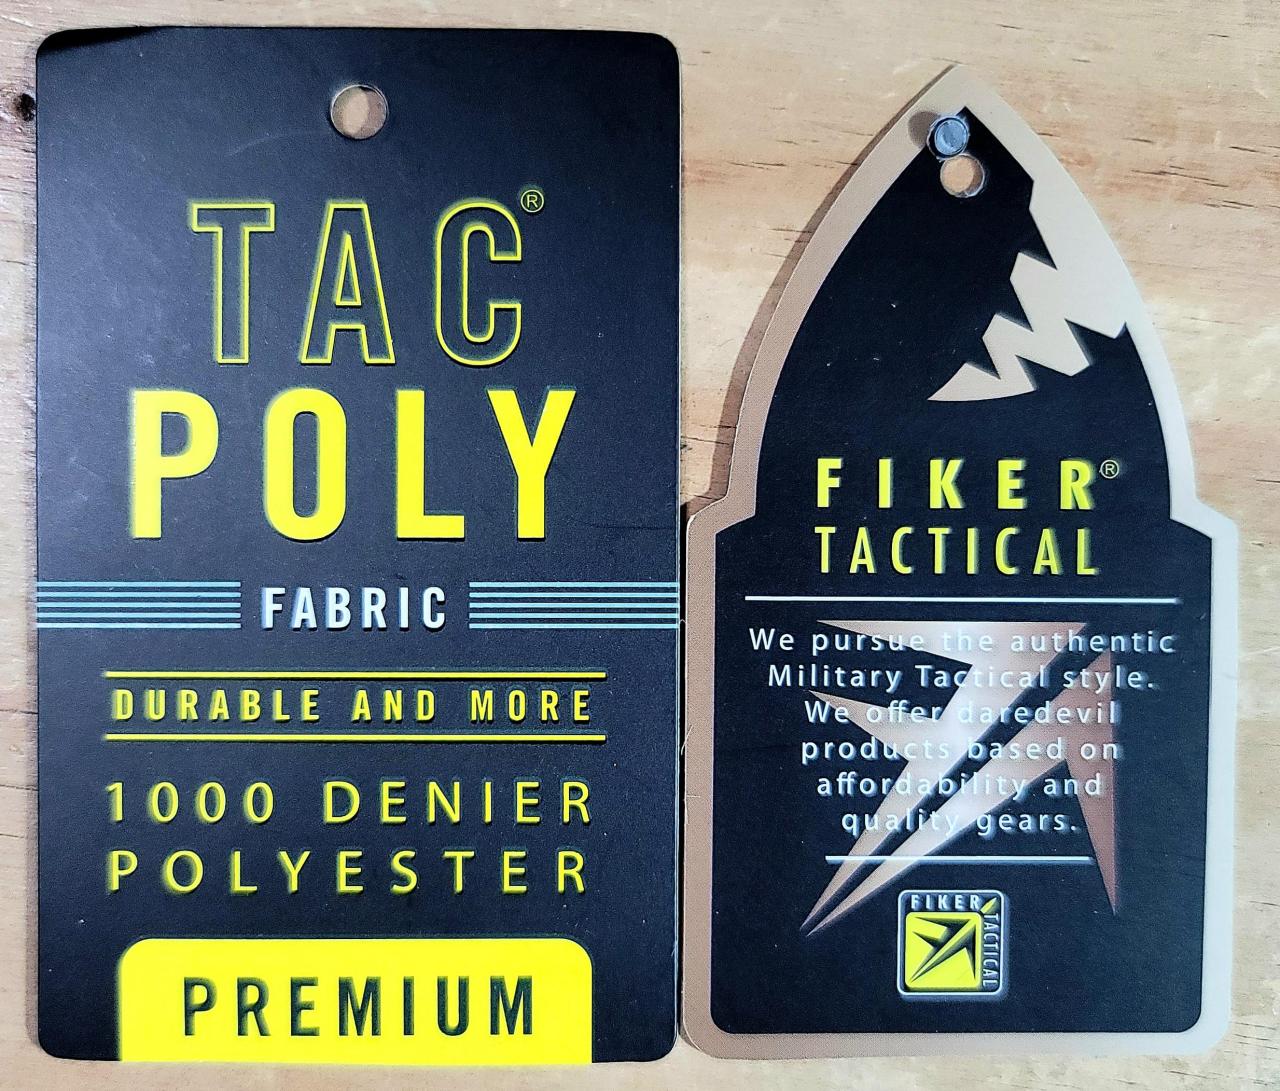 TAC®
POLY
FABRIC
DURABLE AND MORE
1000 DENIER
POLYESTER
PREMIUM
FIKER®
TACTICAL
We pursue the authentic
Military Tactical style.
We offer daredevil
products based on
affordability and
quality gears.
FIKER
TACTICAL